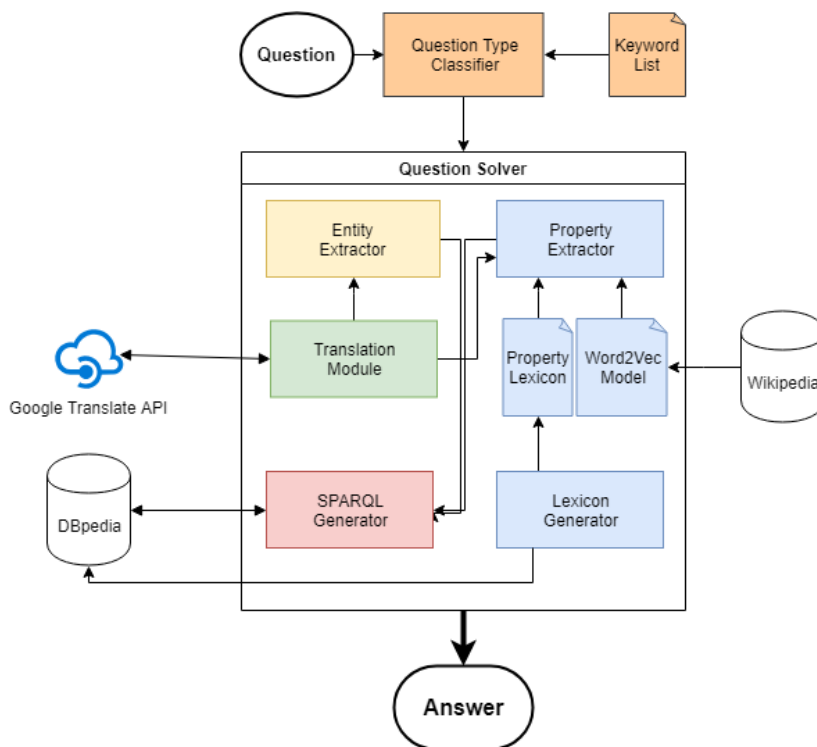 Question
Question Type
Classifier
Keyword
List
Question Solver
Entity
Extractor
Property
Extractor
Translation
Module
Property
Lexicon
Word2Vec
Model
Google Translate API
Wikipedia
DBpedia
SPARQL
Generator
Lexicon
Generator
Answer